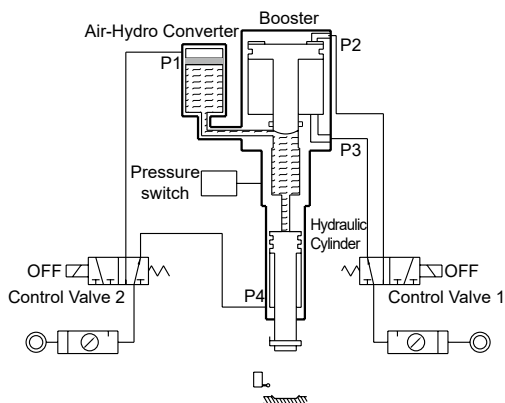 Booster
Air-Hydro Converter
P1
P2
P3
Pressure
switch
Hydraulic
Cylinder
OFF
OFF
P4
Control Valve 2
Control Valve 1